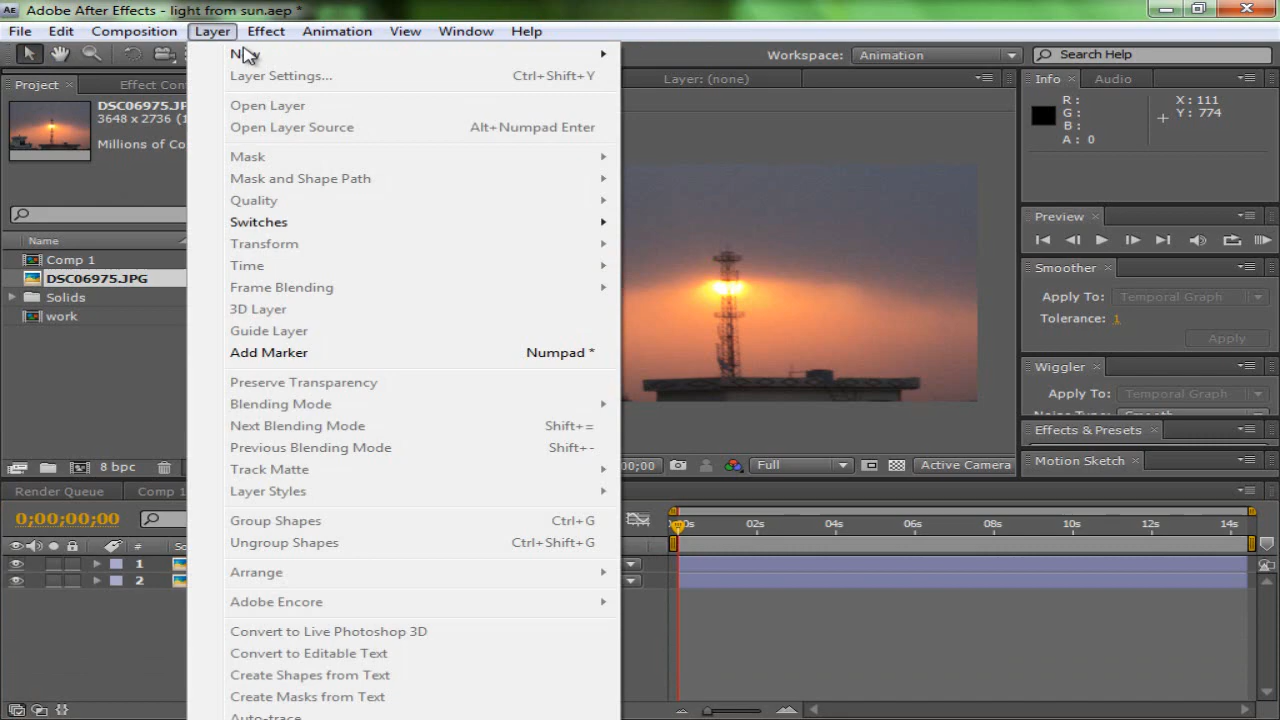 Adobe After Effects - light from sun.aep *
File Edit Composition Layer Effect Animation View Window Help
Workspace: Animation Search Help
Layer Settings... Ctrl+Shift+Y
Open Layer
Open Layer Source Alt+Numpad Enter
Mask
Mask and Shape Path
Quality
Switches
Transform
Time
Frame Blending
3D Layer
Guide Layer
Add Marker Numpad *
Preserve Transparency
Blending Mode
Next Blending Mode Shift+=
Previous Blending Mode Shift+-
Track Matte
Layer Styles
Group Shapes Ctrl+G
Ungroup Shapes Ctrl+Shift+G
Arrange
Adobe Encore
Convert to Live Photoshop 3D
Convert to Editable Text
Create Shapes from Text
Create Masks from Text
Auto-trace
Project Effect
DSC06975.JPG
3648 x 2736
Millions of
Name
Comp 1
DSC06975.JPG
Solids
work
8 bpc
Render Queue Comp 1
0;00;00;00
#
1
2
Layer: (none)
Full Active Camera
02s 04s 06s 08s 10s 12s 14s
Info Audio
R: X: 111
G: Y: 774
B:
A: 0
Preview
Smoother
Apply To: Temporal Graph
Tolerance: 1
Apply
Wiggler
Apply To: Temporal Graph
Effects & Presets
Motion Sketch